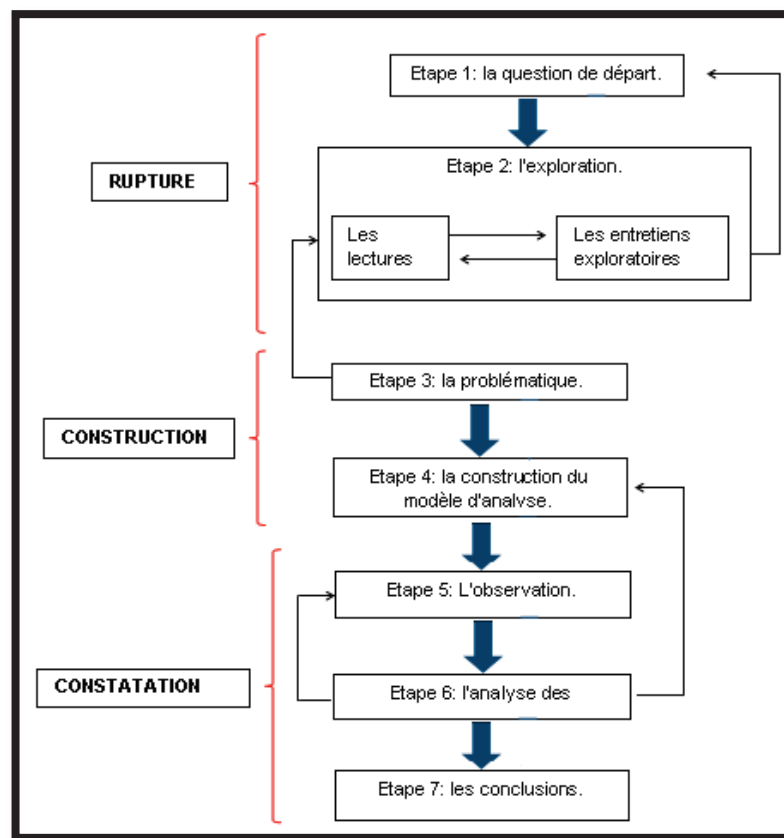 Etape 1: la question de départ.
RUPTURE
Etape 2: l'exploration.
Les
lectures
Les entretiens
exploratoires
Etape 3: la problématique.
CONSTRUCTION
Etape 4: la construction du
modèle d'analyse.
Etape 5: L'observation.
CONSTATATION
Etape 6: l'analyse des
Etape 7: les conclusions.